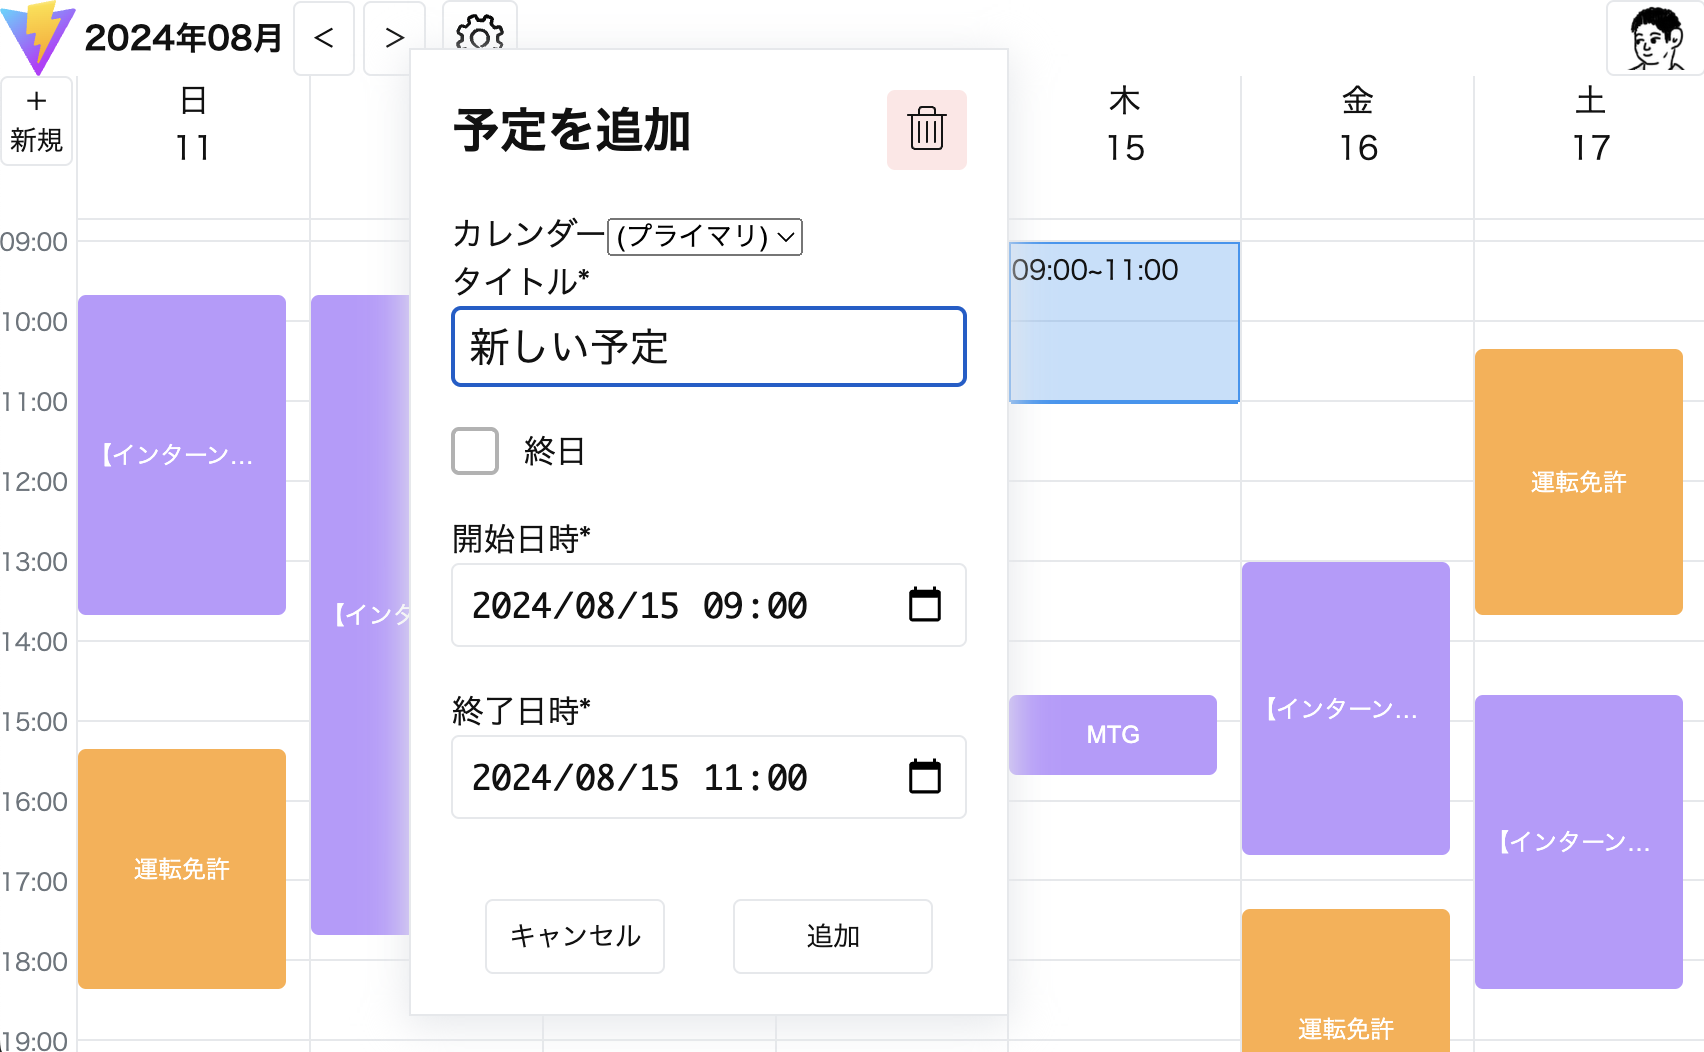 2024年08月
<
>
+
新規
日
11
木
15
金
16
土
17
予定を追加
カレンダー (プライマリ)
タイトル*
新しい予定
終日
開始日時*
2024/08/15 09:00
終了日時*
2024/08/15 11:00
キャンセル
追加
09:00
10:00
11:00
12:00
13:00
14:00
15:00
16:00
17:00
18:00
19:00
【インターン…
運転免許
【インタ
09:00~11:00
MTG
【インターン…
運転免許
運転免許
【インターン…